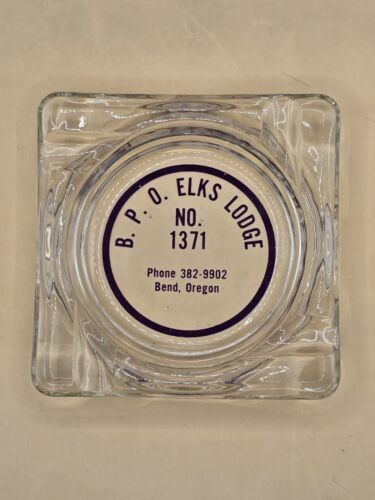 B. P. O. ELKS LODGE
NO.
1371
Phone 382-9902
Bend, Oregon